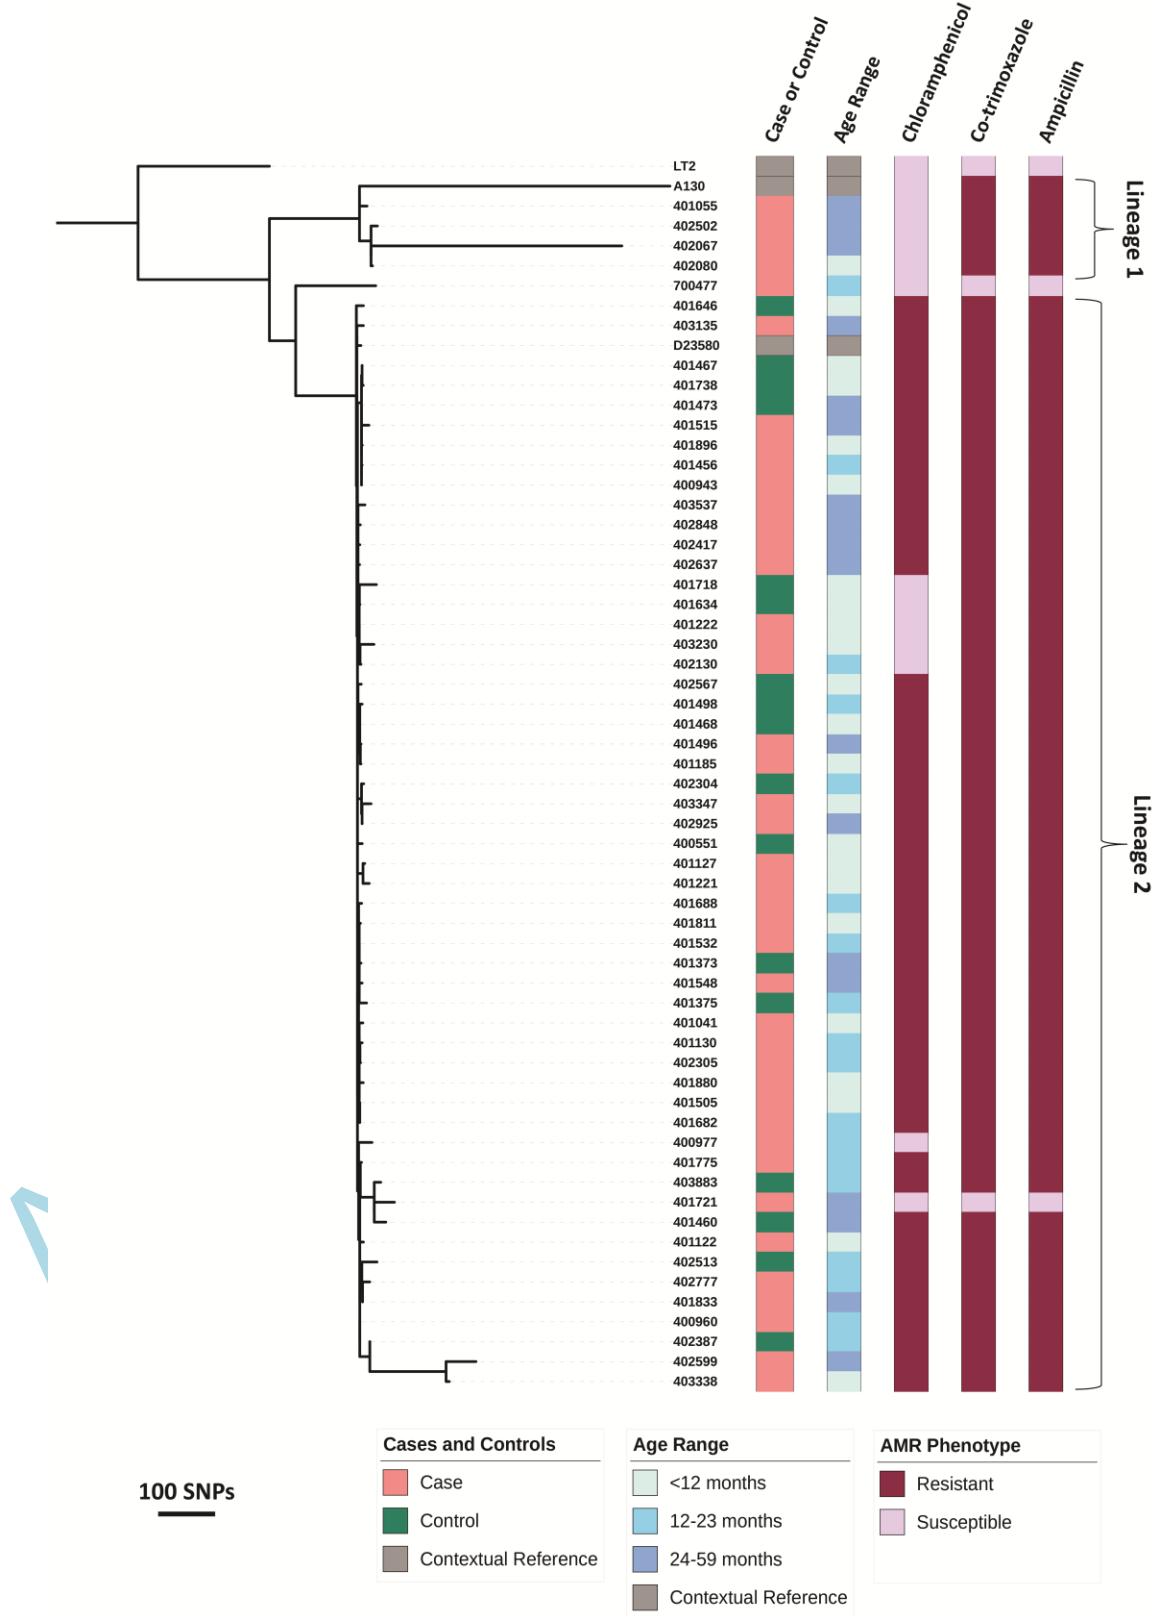 Case or Control
Age Range
Chloramphenicol
Co-trimoxazole
Ampicillin
LT2
A130
401055
402502
402067
402080
700477
401646
403135
D23580
401467
401738
401473
401515
401896
401456
400943
403537
402848
402417
402637
401718
401634
401222
403230
402130
402567
401498
401468
401496
401185
402304
403347
402925
400551
401127
401221
401688
401811
401532
401373
401548
401375
401041
401130
402305
401880
401505
401682
400977
401775
403883
401721
401460
401122
402513
402777
401833
400960
402387
402599
403338
Lineage 1
Lineage 2
100 SNPs
Cases and Controls
Case
Control
Contextual Reference
Age Range
<12 months
12-23 months
24-59 months
Contextual Reference
AMR Phenotype
Resistant
Susceptible